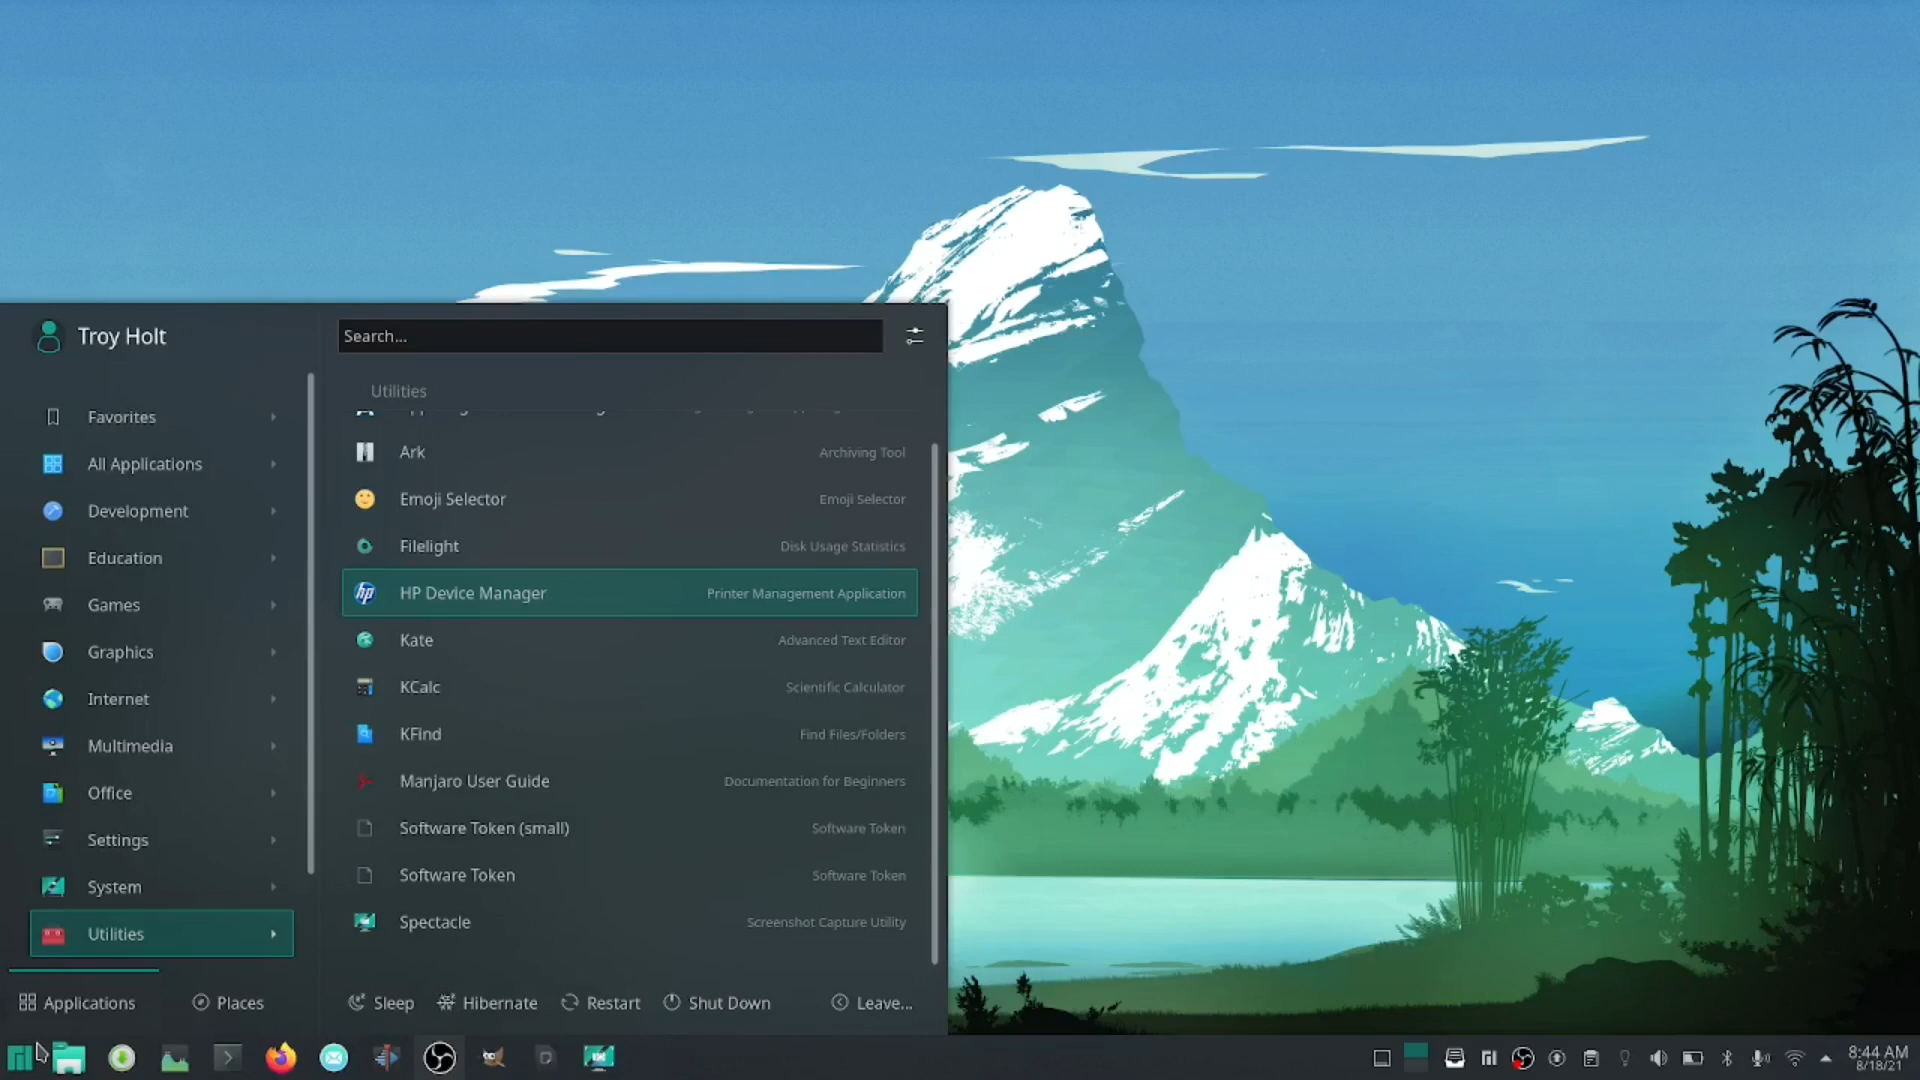 Troy Holt
Search...
Favorites
All Applications
Development
Education
Games
Graphics
Internet
Multimedia
Office
Settings
System
Utilities
Utilities
Ark Archiving Tool
Emoji Selector Emoji Selector
Filelight Disk Usage Statistics
hp HP Device Manager Printer Management Application
Kate Advanced Text Editor
KCalc Scientific Calculator
KFind Find Files/Folders
Manjaro User Guide Documentation for Beginners
Software Token (small) Software Token
Software Token Software Token
Spectacle Screenshot Capture Utility
Applications Places Sleep Hibernate Restart Shut Down Leave...
8:44 AM
8/18/21